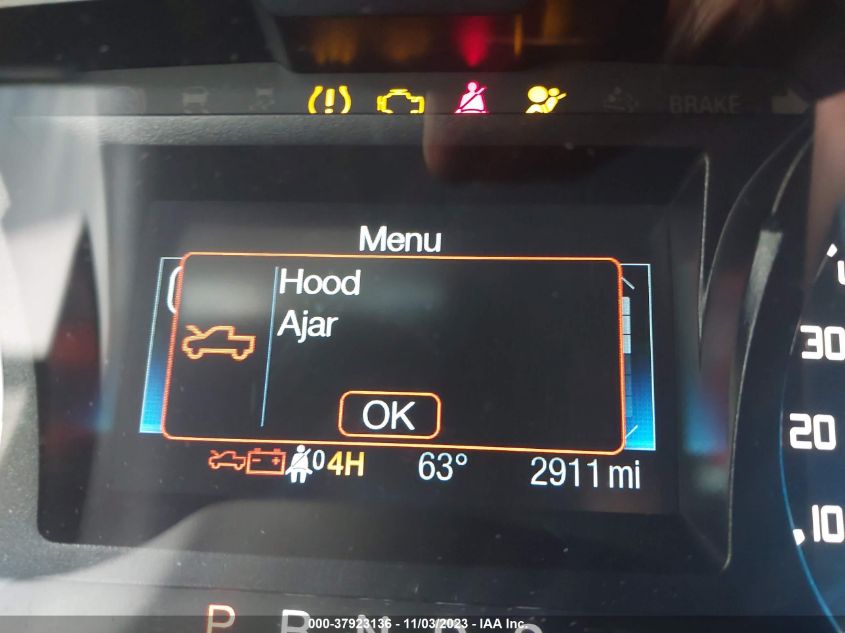 BRAKE
Menu
Hood
Ajar
OK
0 4H 63° 2911 mi
30
20
10
P R N D
000-37923136 - 11/03/2023 - IAA Inc.